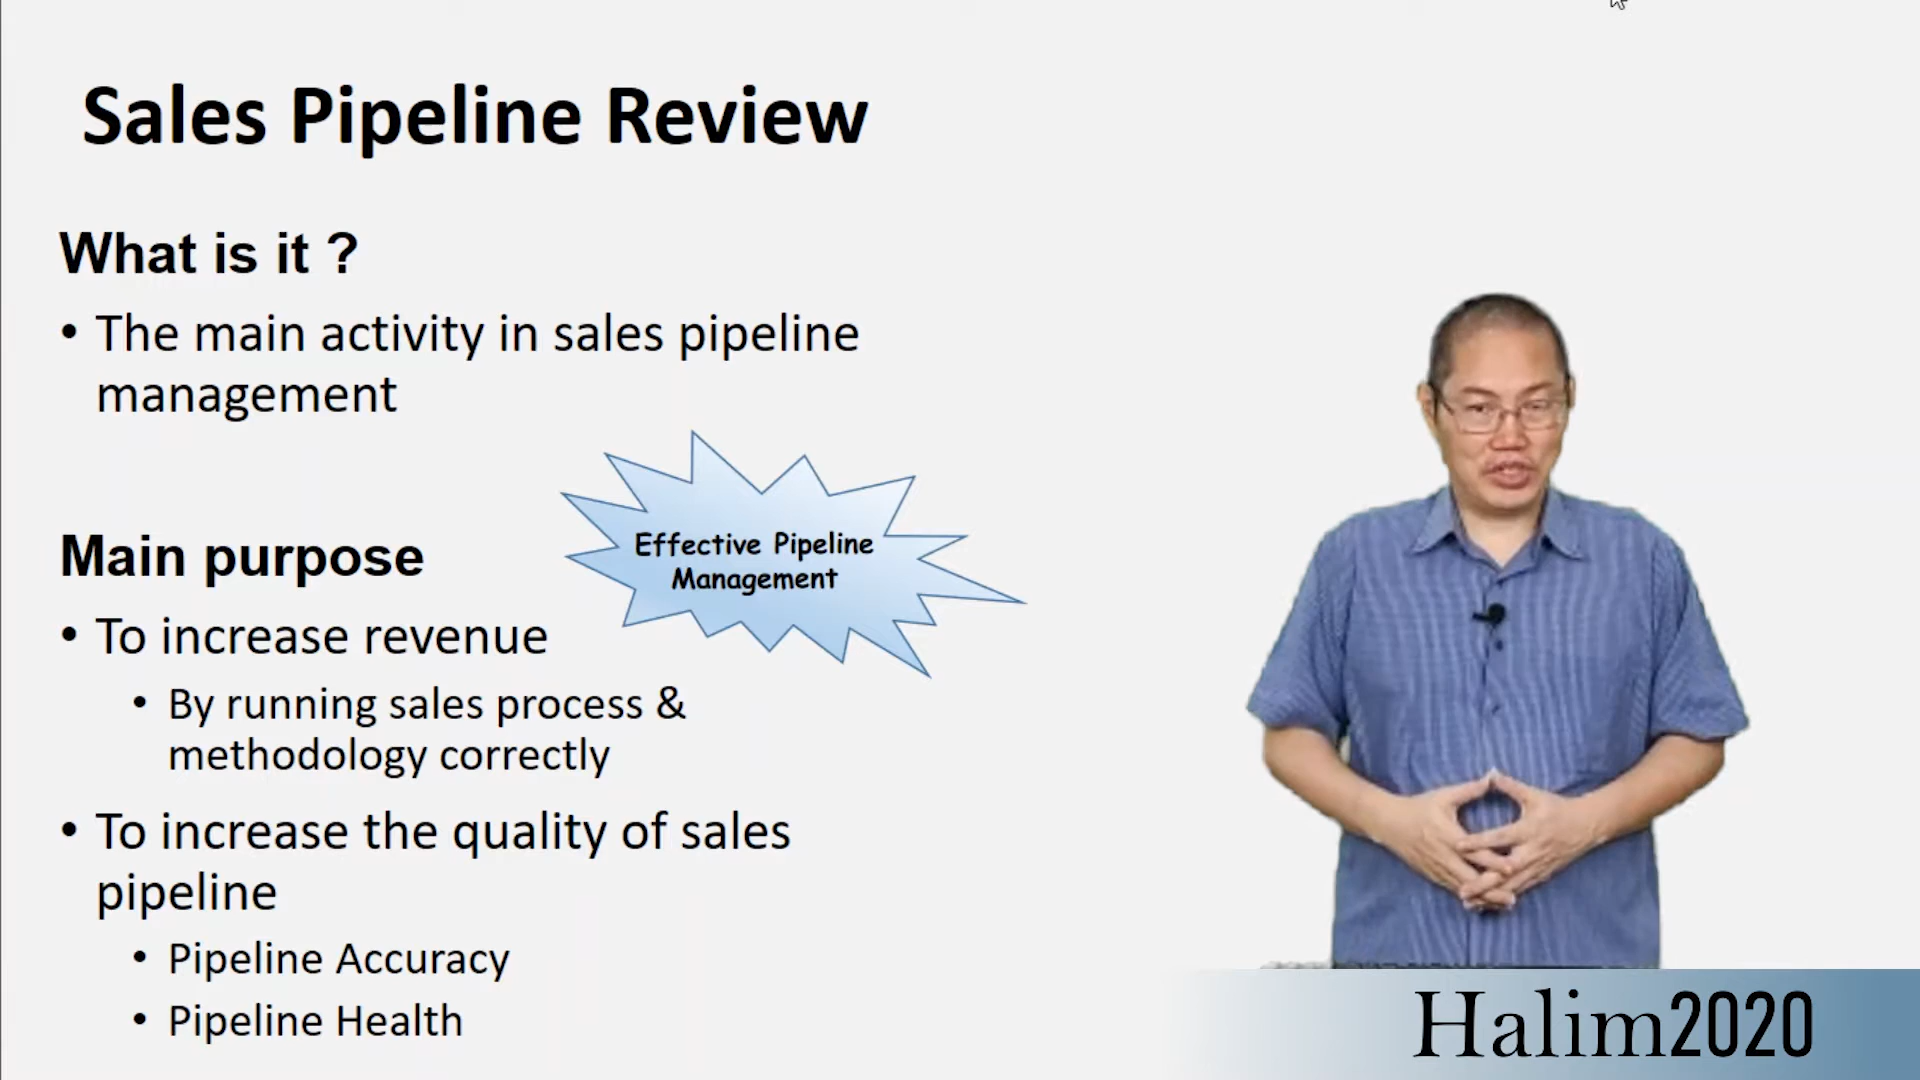 Sales Pipeline Review
What is it ?
• The main activity in sales pipeline
management
Effective Pipeline
Management
Main purpose
• To increase revenue
• By running sales process &
methodology correctly
• To increase the quality of sales
pipeline
• Pipeline Accuracy
• Pipeline Health
Halim2020